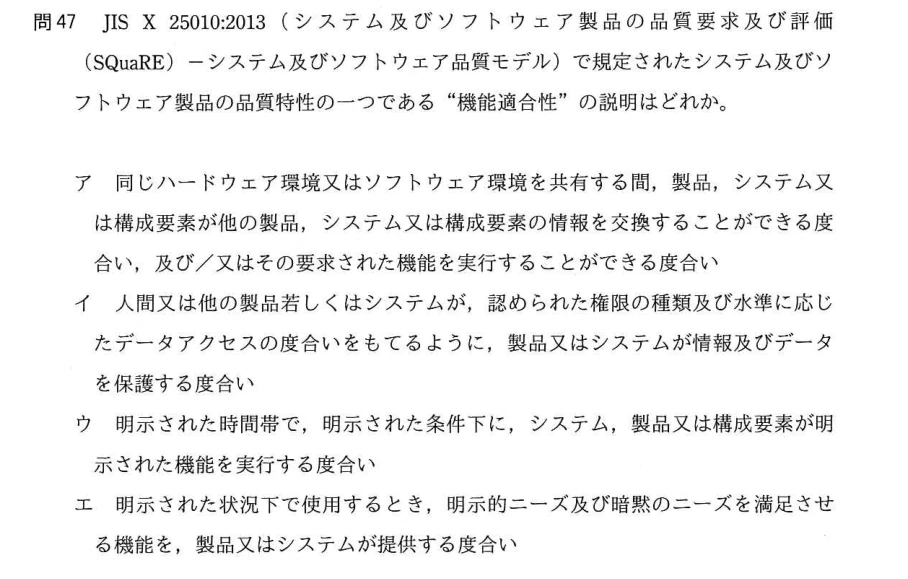 問47 JIS X 25010:2013（システム及びソフトウェア製品の品質要求及び評価
（SQuaRE）－システム及びソフトウェア品質モデル）で規定されたシステム及びソ
フトウェア製品の品質特性の一つである“機能適合性”の説明はどれか。
ア 同じハードウェア環境又はソフトウェア環境を共有する間，製品，システム又
は構成要素が他の製品，システム又は構成要素の情報を交換することができる度
合い，及び／又はその要求された機能を実行することができる度合い
イ 人間又は他の製品若しくはシステムが，認められた権限の種類及び水準に応じ
たデータアクセスの度合いをもてるように，製品又はシステムが情報及びデータ
を保護する度合い
ウ 明示された時間帯で，明示された条件下に，システム，製品又は構成要素が明
示された機能を実行する度合い
エ 明示された状況下で使用するとき，明示的ニーズ及び暗黙のニーズを満足させ
る機能を，製品又はシステムが提供する度合い